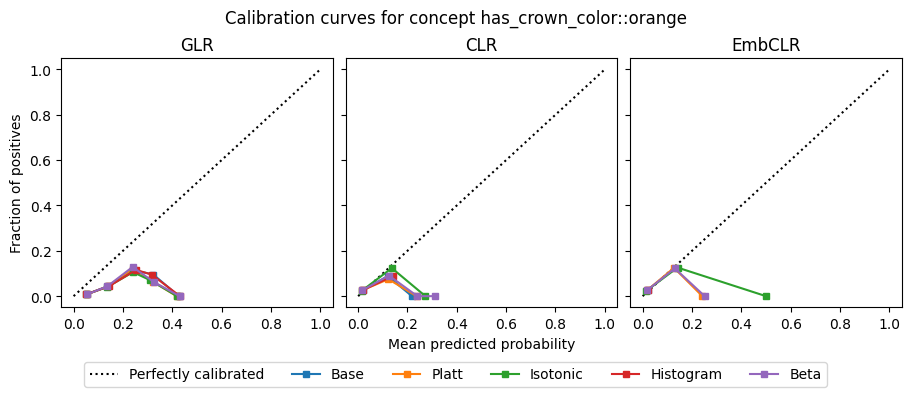 Calibration curves for concept has_crown_color::orange
GLR
CLR
EmbCLR
Fraction of positives
1.0
0.8
0.6
0.4
0.2
0.0
0.0 0.2 0.4 0.6 0.8 1.0
0.0 0.2 0.4 0.6 0.8 1.0
0.0 0.2 0.4 0.6 0.8 1.0
Mean predicted probability
Perfectly calibrated Base Platt Isotonic Histogram Beta